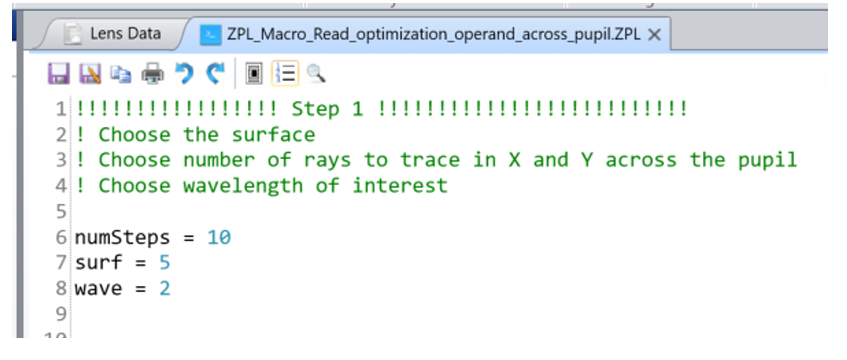 Lens Data ZPL_Macro_Read_optimization_operand_across_pupil.ZPL
1 !!!!!!!!!!!!!!!!! Step 1 !!!!!!!!!!!!!!!!!!!!!!!!!!
2 ! Choose the surface
3 ! Choose number of rays to trace in X and Y across the pupil
4 ! Choose wavelength of interest
5
6 numSteps = 10
7 surf = 5
8 wave = 2
9
10